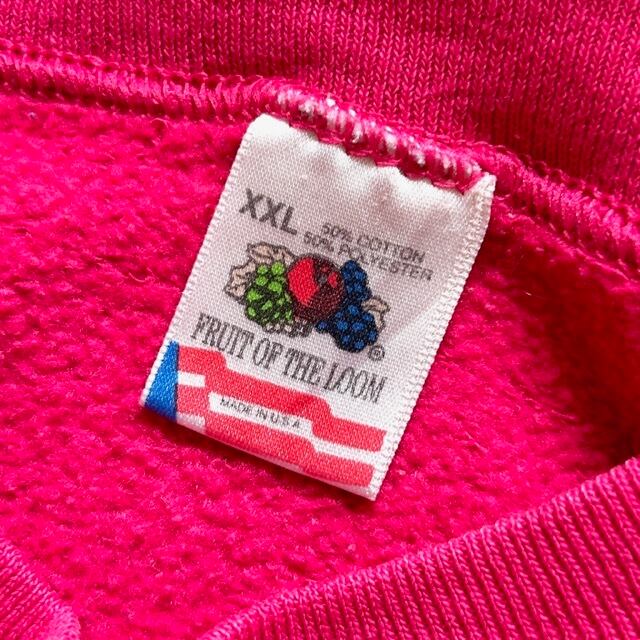 XXL
50% COTTON
50% POLYESTER
FRUIT OF THE LOOM
®
MADE IN U.S.A.